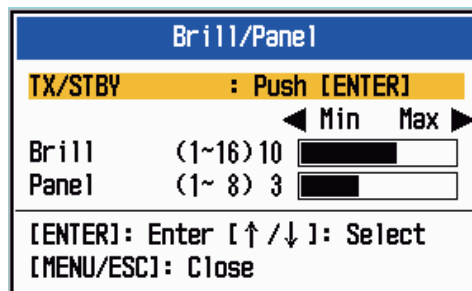 Brill/Panel
TX/STBY : Push [ENTER]
◀ Min Max ▶
Brill (1~16) 10
Panel (1~ 8) 3
[ENTER]: Enter [↑/↓]: Select
[MENU/ESC]: Close